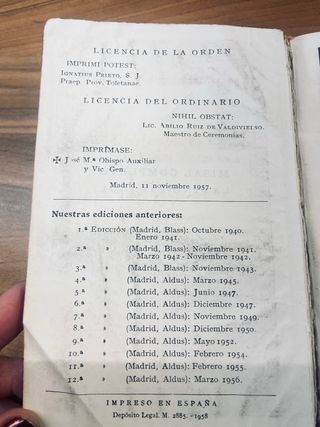 LICENCIA DE LA ORDEN
IMPRIMI POTEST:
Ignatius Prieto, S. J.
Praep. Prov. Toletanae.
LICENCIA DEL ORDINARIO
NIHIL OBSTAT:
Lic. Abilio Ruiz de Valdivielso.
Maestro de Ceremonias.
IMPRÍMASE:
✠ José M.ª Obispo Auxiliar
y Vic Gen.
Madrid, 11 noviembre 1957.
Nuestras ediciones anteriores:
1.ª Edicción (Madrid, Blass): Octubre 1940.
Enero 1941.
2.ª » (Madrid, Blass): Noviembre 1941.
Marzo 1942 - Noviembre 1942.
3.ª » (Madrid, Blass): Noviembre 1943.
4.ª » (Madrid, Aldus): Marzo 1945.
5.ª » (Madrid, Aldus): Junio 1947.
6.ª » (Madrid, Aldus): Diciembre 1947.
7.ª » (Madrid, Aldus): Noviembre 1949.
8.ª » (Madrid, Aldus): Diciembre 1950.
9.ª » (Madrid, Aldus): Mayo 1952.
10.ª » (Madrid, Aldus): Febrero 1954.
11.ª » (Madrid, Aldus): Febrero 1955.
12.ª » (Madrid, Aldus): Marzo 1956.
IMPRESO EN ESPAÑA
Depósito Legal. M. 2885.-1958